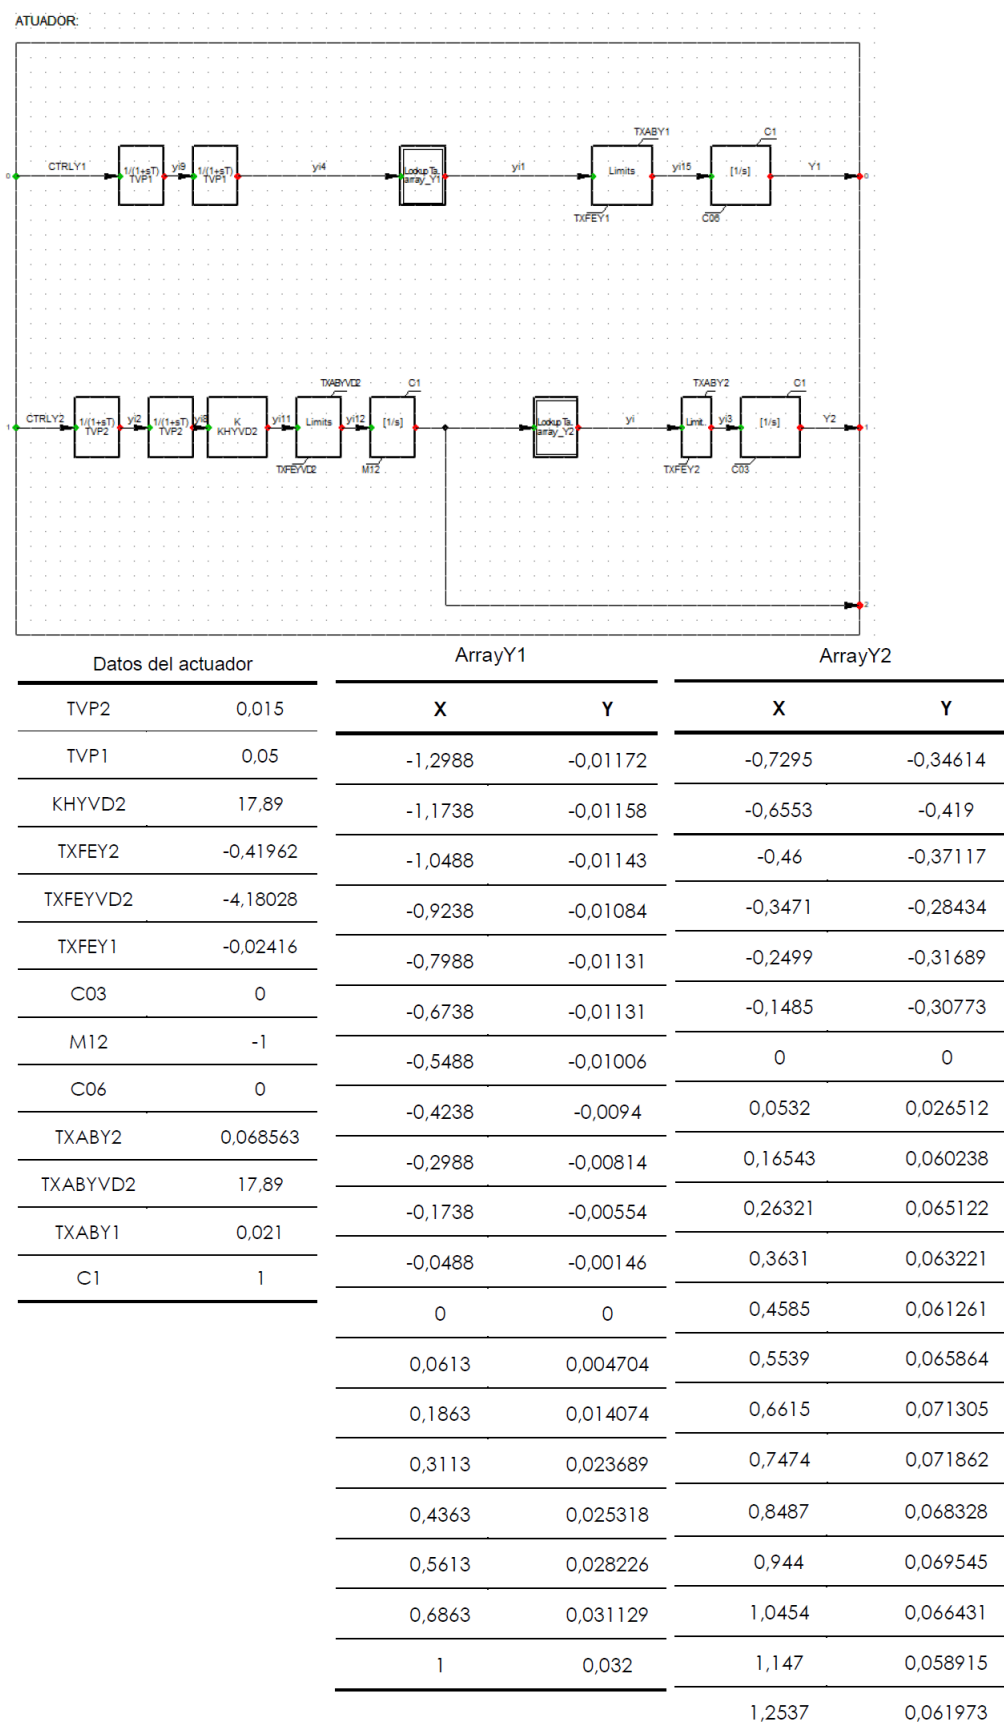 ATUADOR:
TXABY1 C1
CTRLY1 1/(1+sT) TVP1 yi9 1/(1+sT) TVP1 yi4 array_Y1 yi1 Limits yi15 [1/s] Y1
0 0
TXFEY1 C06
TXABYVD2 C1 TXABY2 C1
CTRLY2 1/(1+sT) TVP2 yi2 1/(1+sT) TVP2 yi8 K KHYVD2 yi11 Limits yi12 [1/s] array_Y2 yi Limit.. yi3 [1/s] Y2
1 1
TXFEYVD2 M12 TXFEY2 C03
2
Datos del actuador
TVP2 0,015
TVP1 0,05
KHYVD2 17,89
TXFEY2 -0,41962
TXFEYVD2 -4,18028
TXFEY1 -0,02416
C03 0
M12 -1
C06 0
TXABY2 0,068563
TXABYVD2 17,89
TXABY1 0,021
C1 1
ArrayY1
X Y
-1,2988 -0,01172
-1,1738 -0,01158
-1,0488 -0,01143
-0,9238 -0,01084
-0,7988 -0,01131
-0,6738 -0,01131
-0,5488 -0,01006
-0,4238 -0,0094
-0,2988 -0,00814
-0,1738 -0,00554
-0,0488 -0,00146
0 0
0,0613 0,004704
0,1863 0,014074
0,3113 0,023689
0,4363 0,025318
0,5613 0,028226
0,6863 0,031129
1 0,032
ArrayY2
X Y
-0,7295 -0,34614
-0,6553 -0,419
-0,46 -0,37117
-0,3471 -0,28434
-0,2499 -0,31689
-0,1485 -0,30773
0 0
0,0532 0,026512
0,16543 0,060238
0,26321 0,065122
0,3631 0,063221
0,4585 0,061261
0,5539 0,065864
0,6615 0,071305
0,7474 0,071862
0,8487 0,068328
0,944 0,069545
1,0454 0,066431
1,147 0,058915
1,2537 0,061973